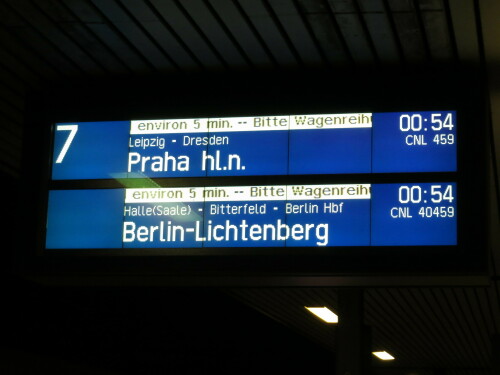 7
environ 5 min. -- Bitte Wagenreih
00:54
Leipzig - Dresden
CNL 459
Praha hl.n.
environ 5 min. -- Bitte Wagenreih
00:54
Halle(Saale) - Bitterfeld - Berlin Hbf
CNL 40459
Berlin-Lichtenberg